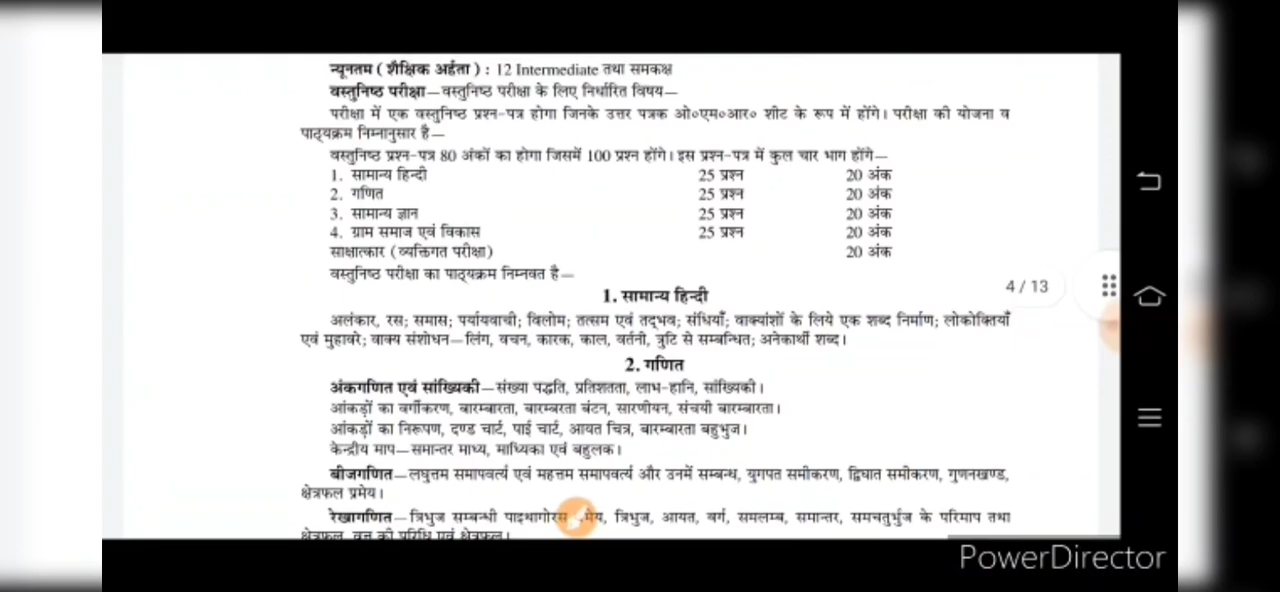 न्यूनतम ( शैक्षिक अर्हता ) : 12 Intermediate तथा समकक्ष
वस्तुनिष्ठ परीक्षा—वस्तुनिष्ठ परीक्षा के लिए निर्धारित विषय—
परीक्षा में एक वस्तुनिष्ठ प्रश्न-पत्र होगा जिनके उत्तर पत्रक ओ०एम०आर० शीट के रूप में होंगे। परीक्षा की योजना व
पाठ्यक्रम निम्नानुसार है—
वस्तुनिष्ठ प्रश्न-पत्र 80 अंकों का होगा जिसमें 100 प्रश्न होंगे। इस प्रश्न-पत्र में कुल चार भाग होंगे—
1. सामान्य हिन्दी 25 प्रश्न 20 अंक
2. गणित 25 प्रश्न 20 अंक
3. सामान्य ज्ञान 25 प्रश्न 20 अंक
4. ग्राम समाज एवं विकास 25 प्रश्न 20 अंक
साक्षात्कार (व्यक्तिगत परीक्षा) 20 अंक
वस्तुनिष्ठ परीक्षा का पाठ्यक्रम निम्नवत है—
4 / 13
1. सामान्य हिन्दी
अलंकार, रस; समास; पर्यायवाची; विलोम; तत्सम एवं तद्भव; संधियाँ; वाक्यांशों के लिये एक शब्द निर्माण; लोकोक्तियाँ
एवं मुहावरे; वाक्य संशोधन—लिंग, वचन, कारक, काल, वर्तनी, त्रुटि से सम्बन्धित; अनेकार्थी शब्द।
2. गणित
अंकगणित एवं सांख्यिकी—संख्या पद्धति, प्रतिशतता, लाभ-हानि, सांख्यिकी।
आंकड़ों का वर्गीकरण, बारम्बारता, बारम्बरता बंटन, सारणीयन, संचयी बारम्बारता।
आंकड़ों का निरूपण, दण्ड चार्ट, पाई चार्ट, आयत चित्र, बारम्बारता बहुभुज।
केन्द्रीय माप—समान्तर माध्य, माध्यिका एवं बहुलक।
बीजगणित—लघुत्तम समापवर्त्य एवं महत्तम समापवर्त्य और उनमें सम्बन्ध, युगपत समीकरण, द्विघात समीकरण, गुणनखण्ड,
क्षेत्रफल प्रमेय।
रेखागणित—त्रिभुज सम्बन्धी पाइथागोरस त्रिभुज, आयत, वर्ग, समलम्ब, समान्तर, समचतुर्भुज के परिमाप तथा
क्षेत्रफल, वृत्त की परिधि एवं क्षेत्रफल।
PowerDirector